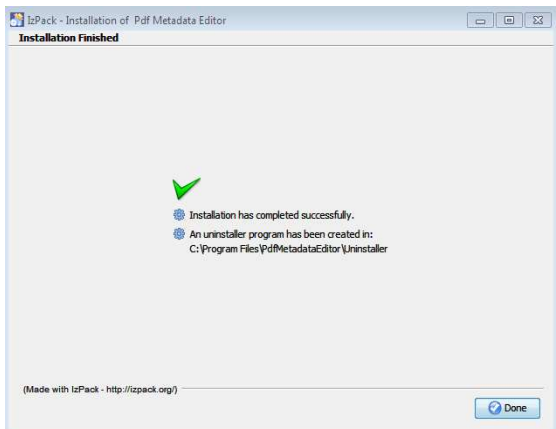 IzPack - Installation of Pdf Metadata Editor
Installation Finished
Installation has completed successfully.
An uninstaller program has been created in:
C:\Program Files\PdfMetadataEditor\Uninstaller
(Made with IzPack - http://izpack.org/)
Done